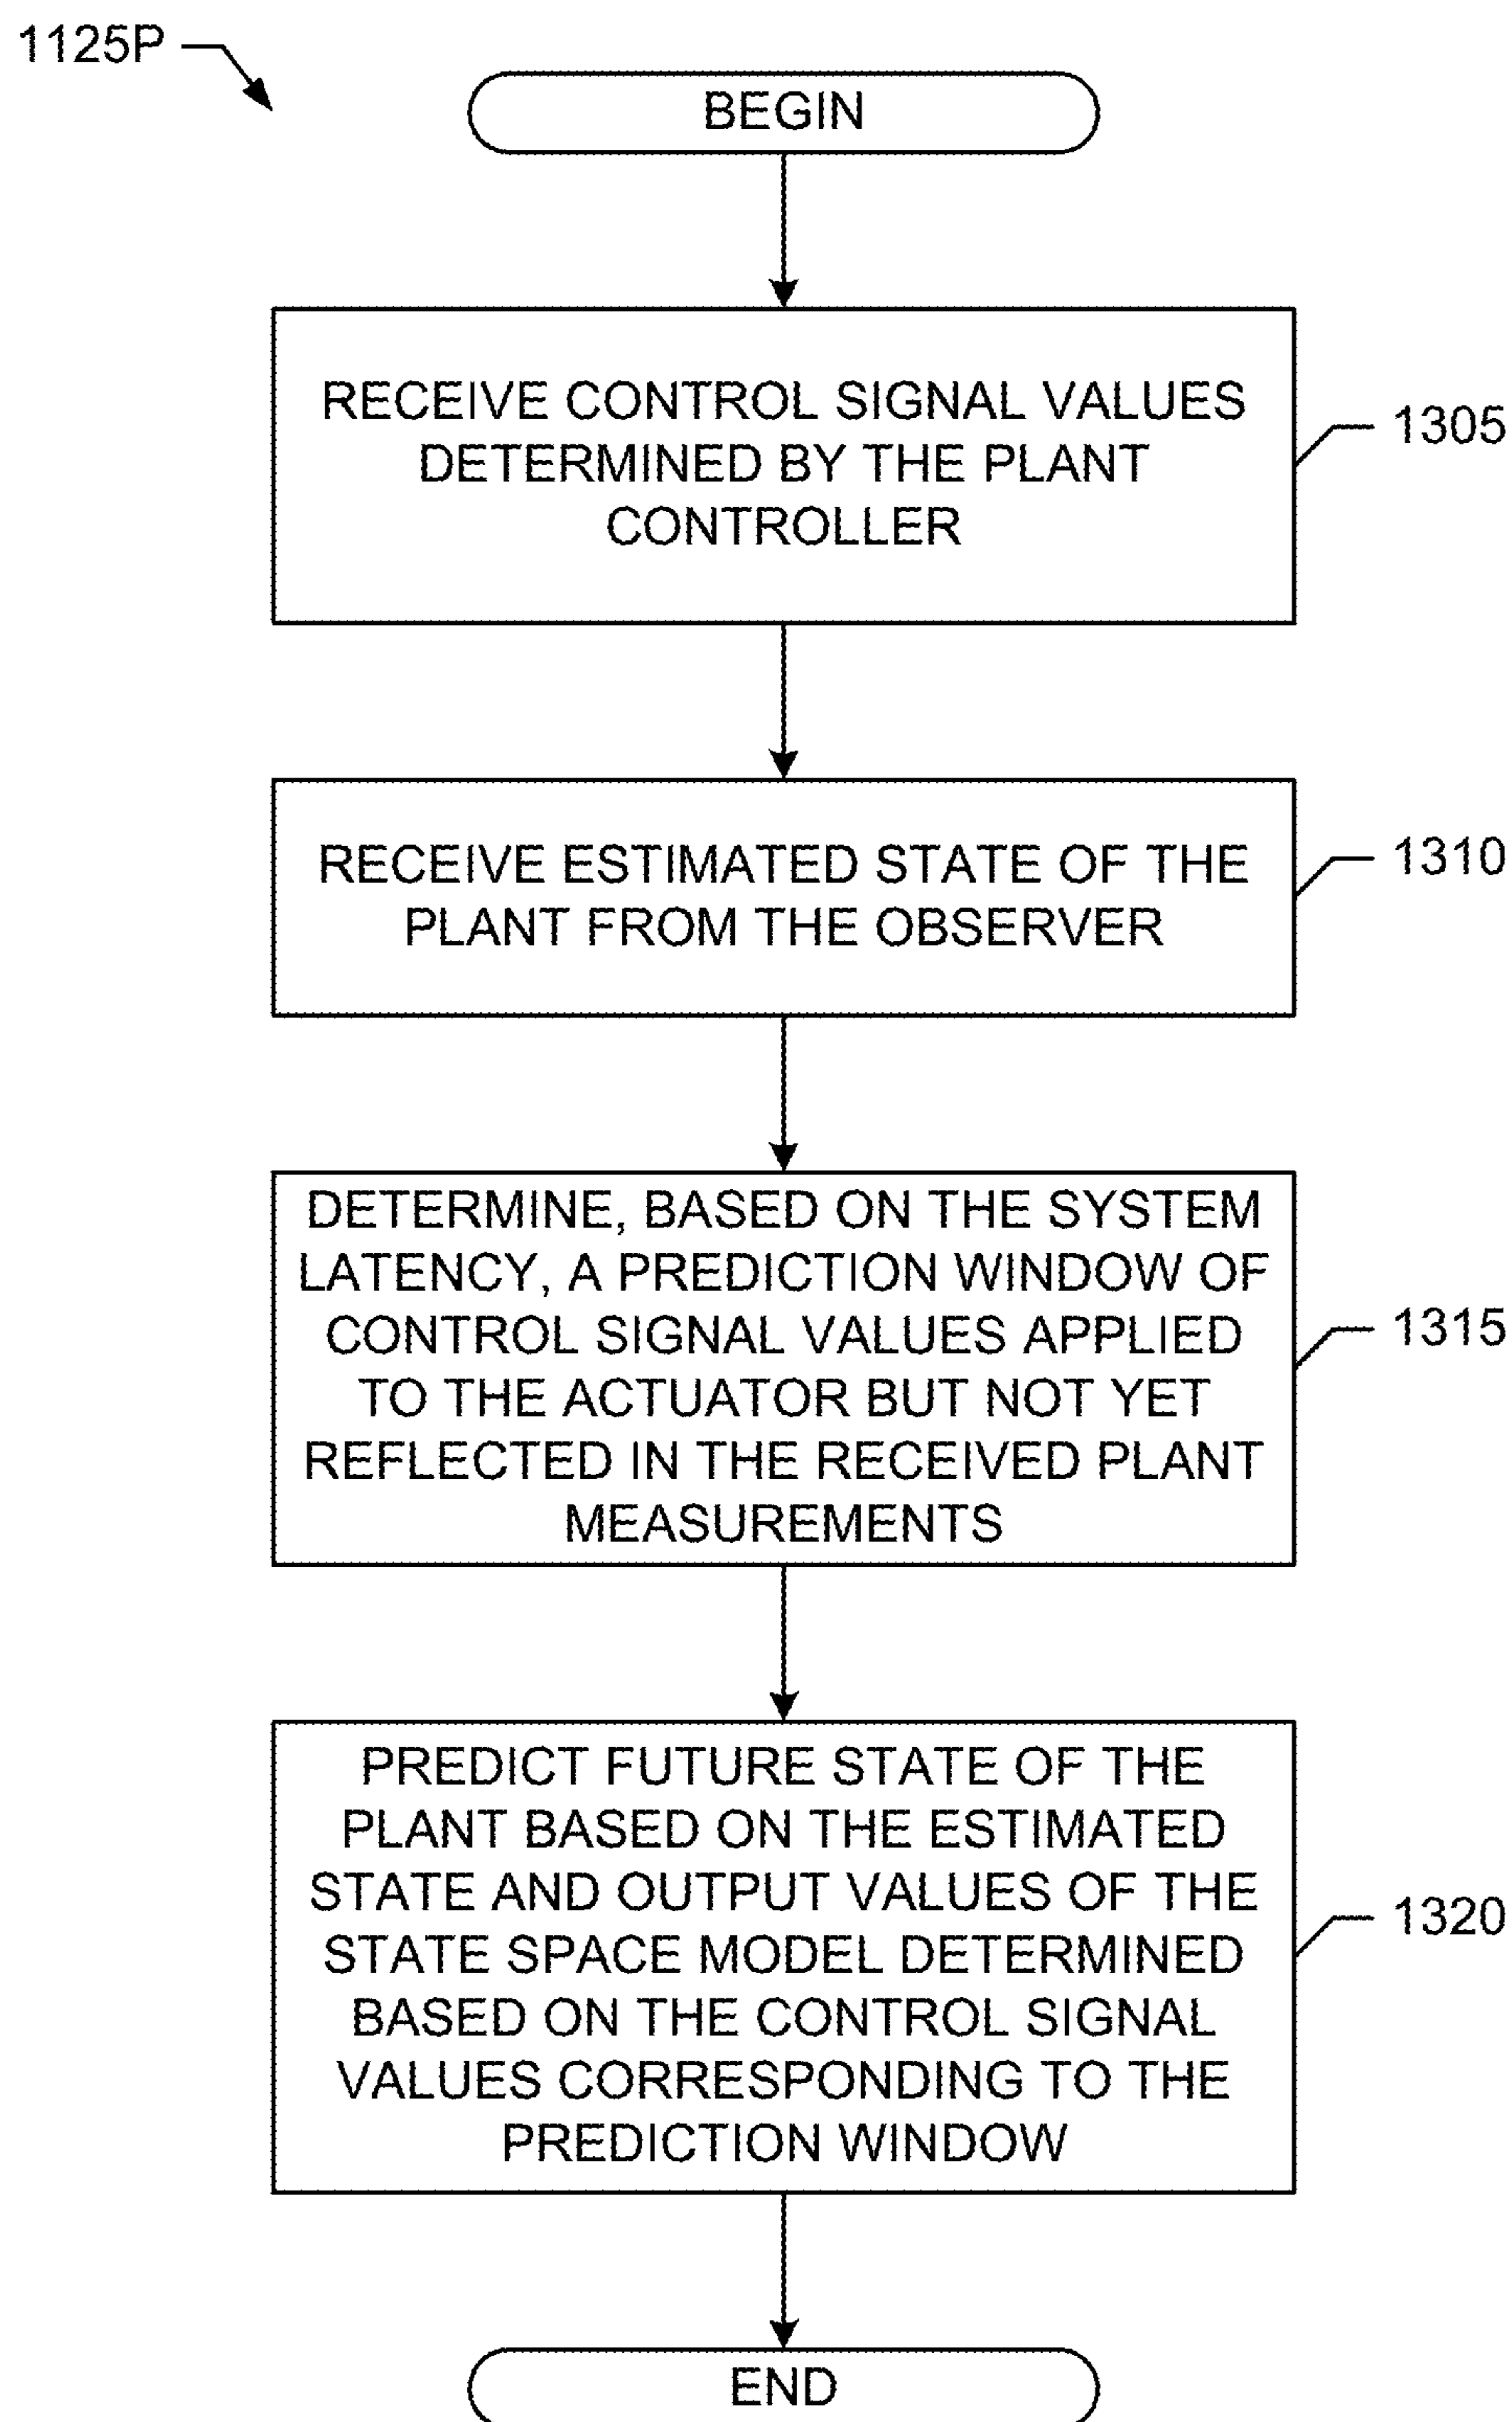 1125P
BEGIN
RECEIVE CONTROL SIGNAL VALUES
DETERMINED BY THE PLANT
CONTROLLER
1305
RECEIVE ESTIMATED STATE OF THE
PLANT FROM THE OBSERVER
1310
DETERMINE, BASED ON THE SYSTEM
LATENCY, A PREDICTION WINDOW OF
CONTROL SIGNAL VALUES APPLIED
TO THE ACTUATOR BUT NOT YET
REFLECTED IN THE RECEIVED PLANT
MEASUREMENTS
1315
PREDICT FUTURE STATE OF THE
PLANT BASED ON THE ESTIMATED
STATE AND OUTPUT VALUES OF THE
STATE SPACE MODEL DETERMINED
BASED ON THE CONTROL SIGNAL
VALUES CORRESPONDING TO THE
PREDICTION WINDOW
1320
END